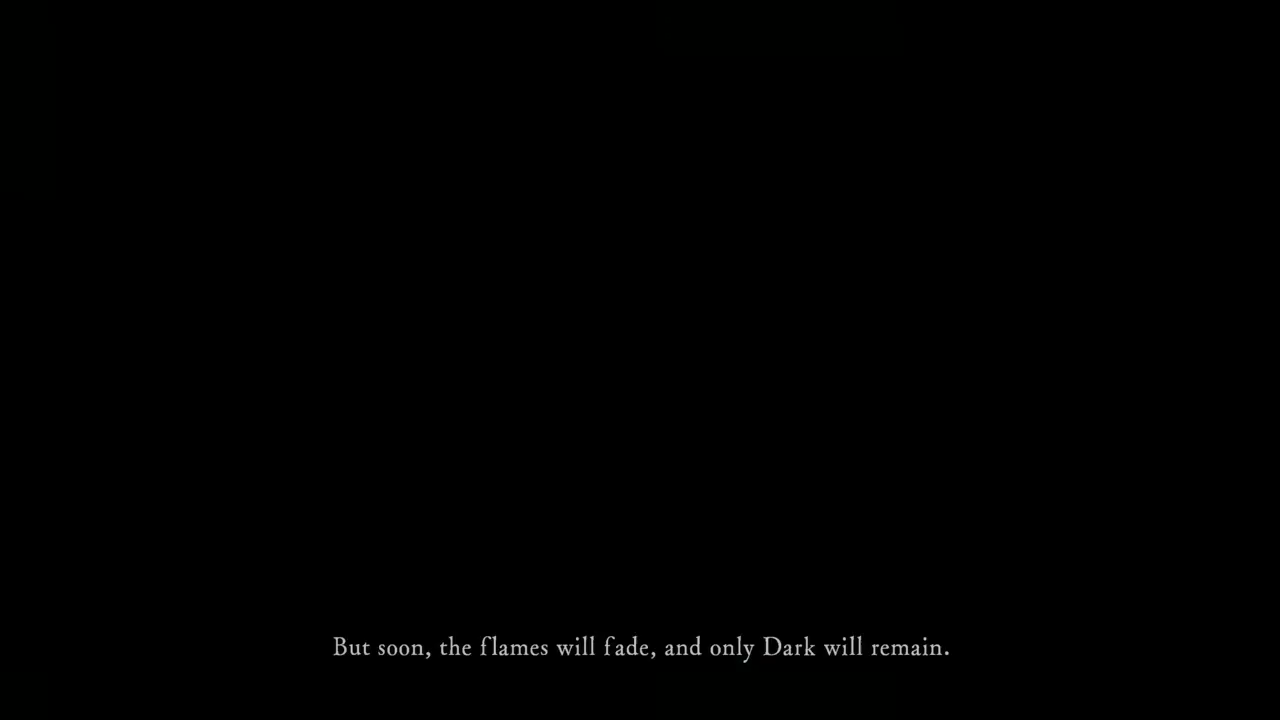 But soon, the flames will fade, and only Dark will remain.